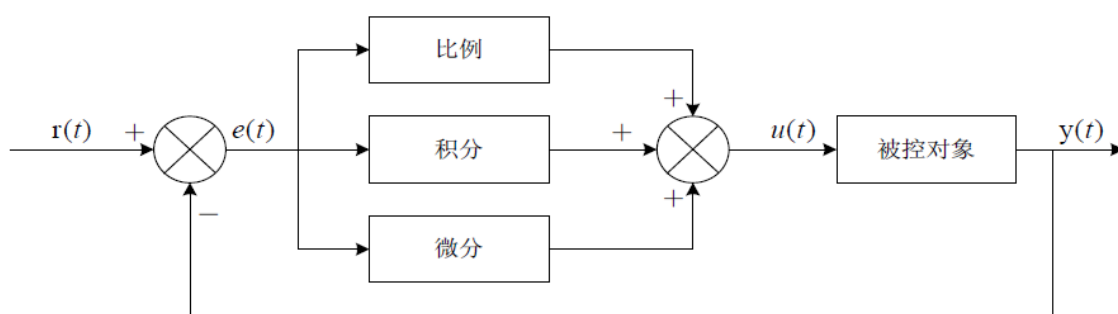 比例
+
r(t)
+
e(t)
积分
+
u(t)
被控对象
y(t)
+
−
微分